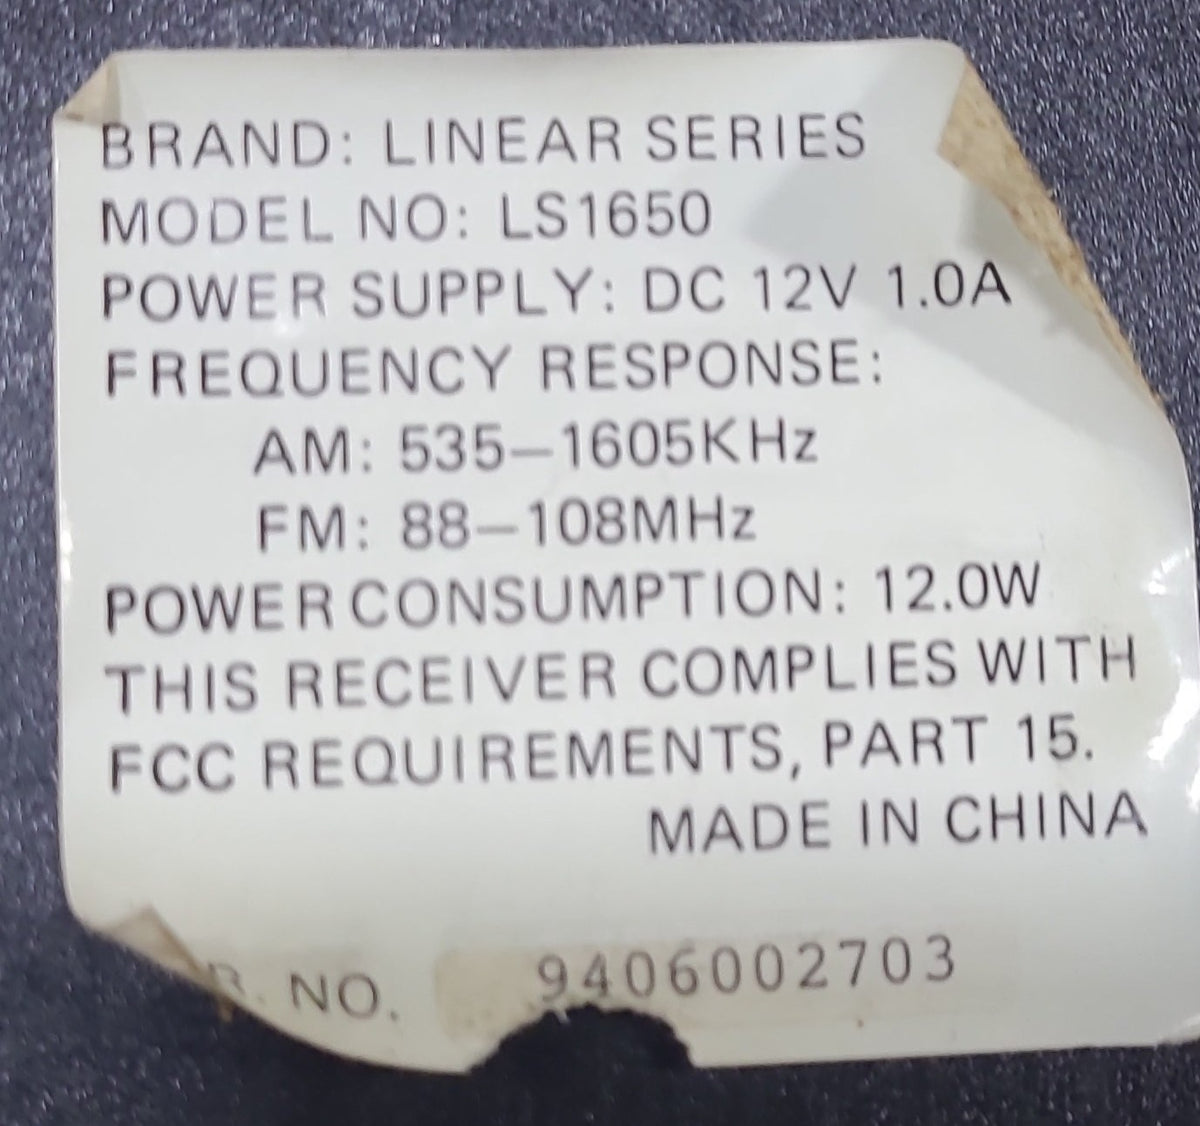 BRAND: LINEAR SERIES
MODEL NO: LS1650
POWER SUPPLY: DC 12V 1.0A
FREQUENCY RESPONSE:
AM: 535–1605KHz
FM: 88–108MHz
POWER CONSUMPTION: 12.0W
THIS RECEIVER COMPLIES WITH
FCC REQUIREMENTS, PART 15.
MADE IN CHINA
R. NO. 9406002703